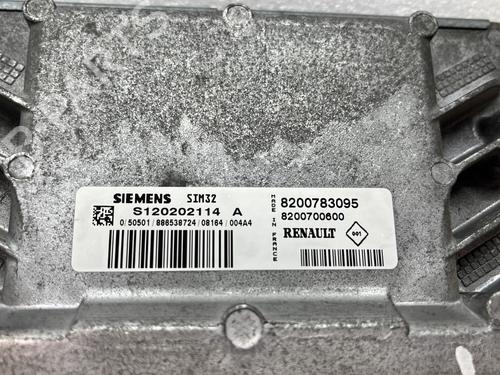 SIEMENS SIM32
S120202114 A
0/50501/886538724/08164/004A4
MADE IN FRANCE
8200783095
8200700600
RENAULT
001